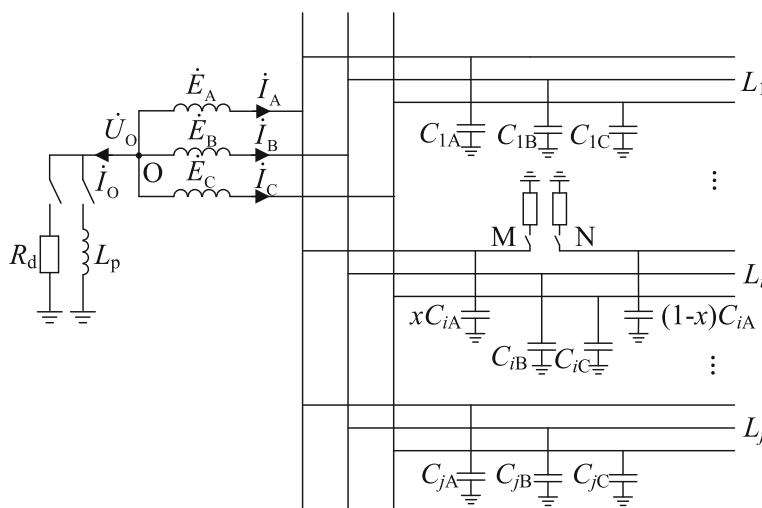 Ė_A İ_A L_1
U̇_O Ė_B İ_B C_1A C_1B C_1C
İ_O O Ė_C İ_C ⋮
R_d L_p M N
L_i
xC_iA (1-x)C_iA
C_iB C_iC ⋮
L_j
C_jA C_jB C_jC